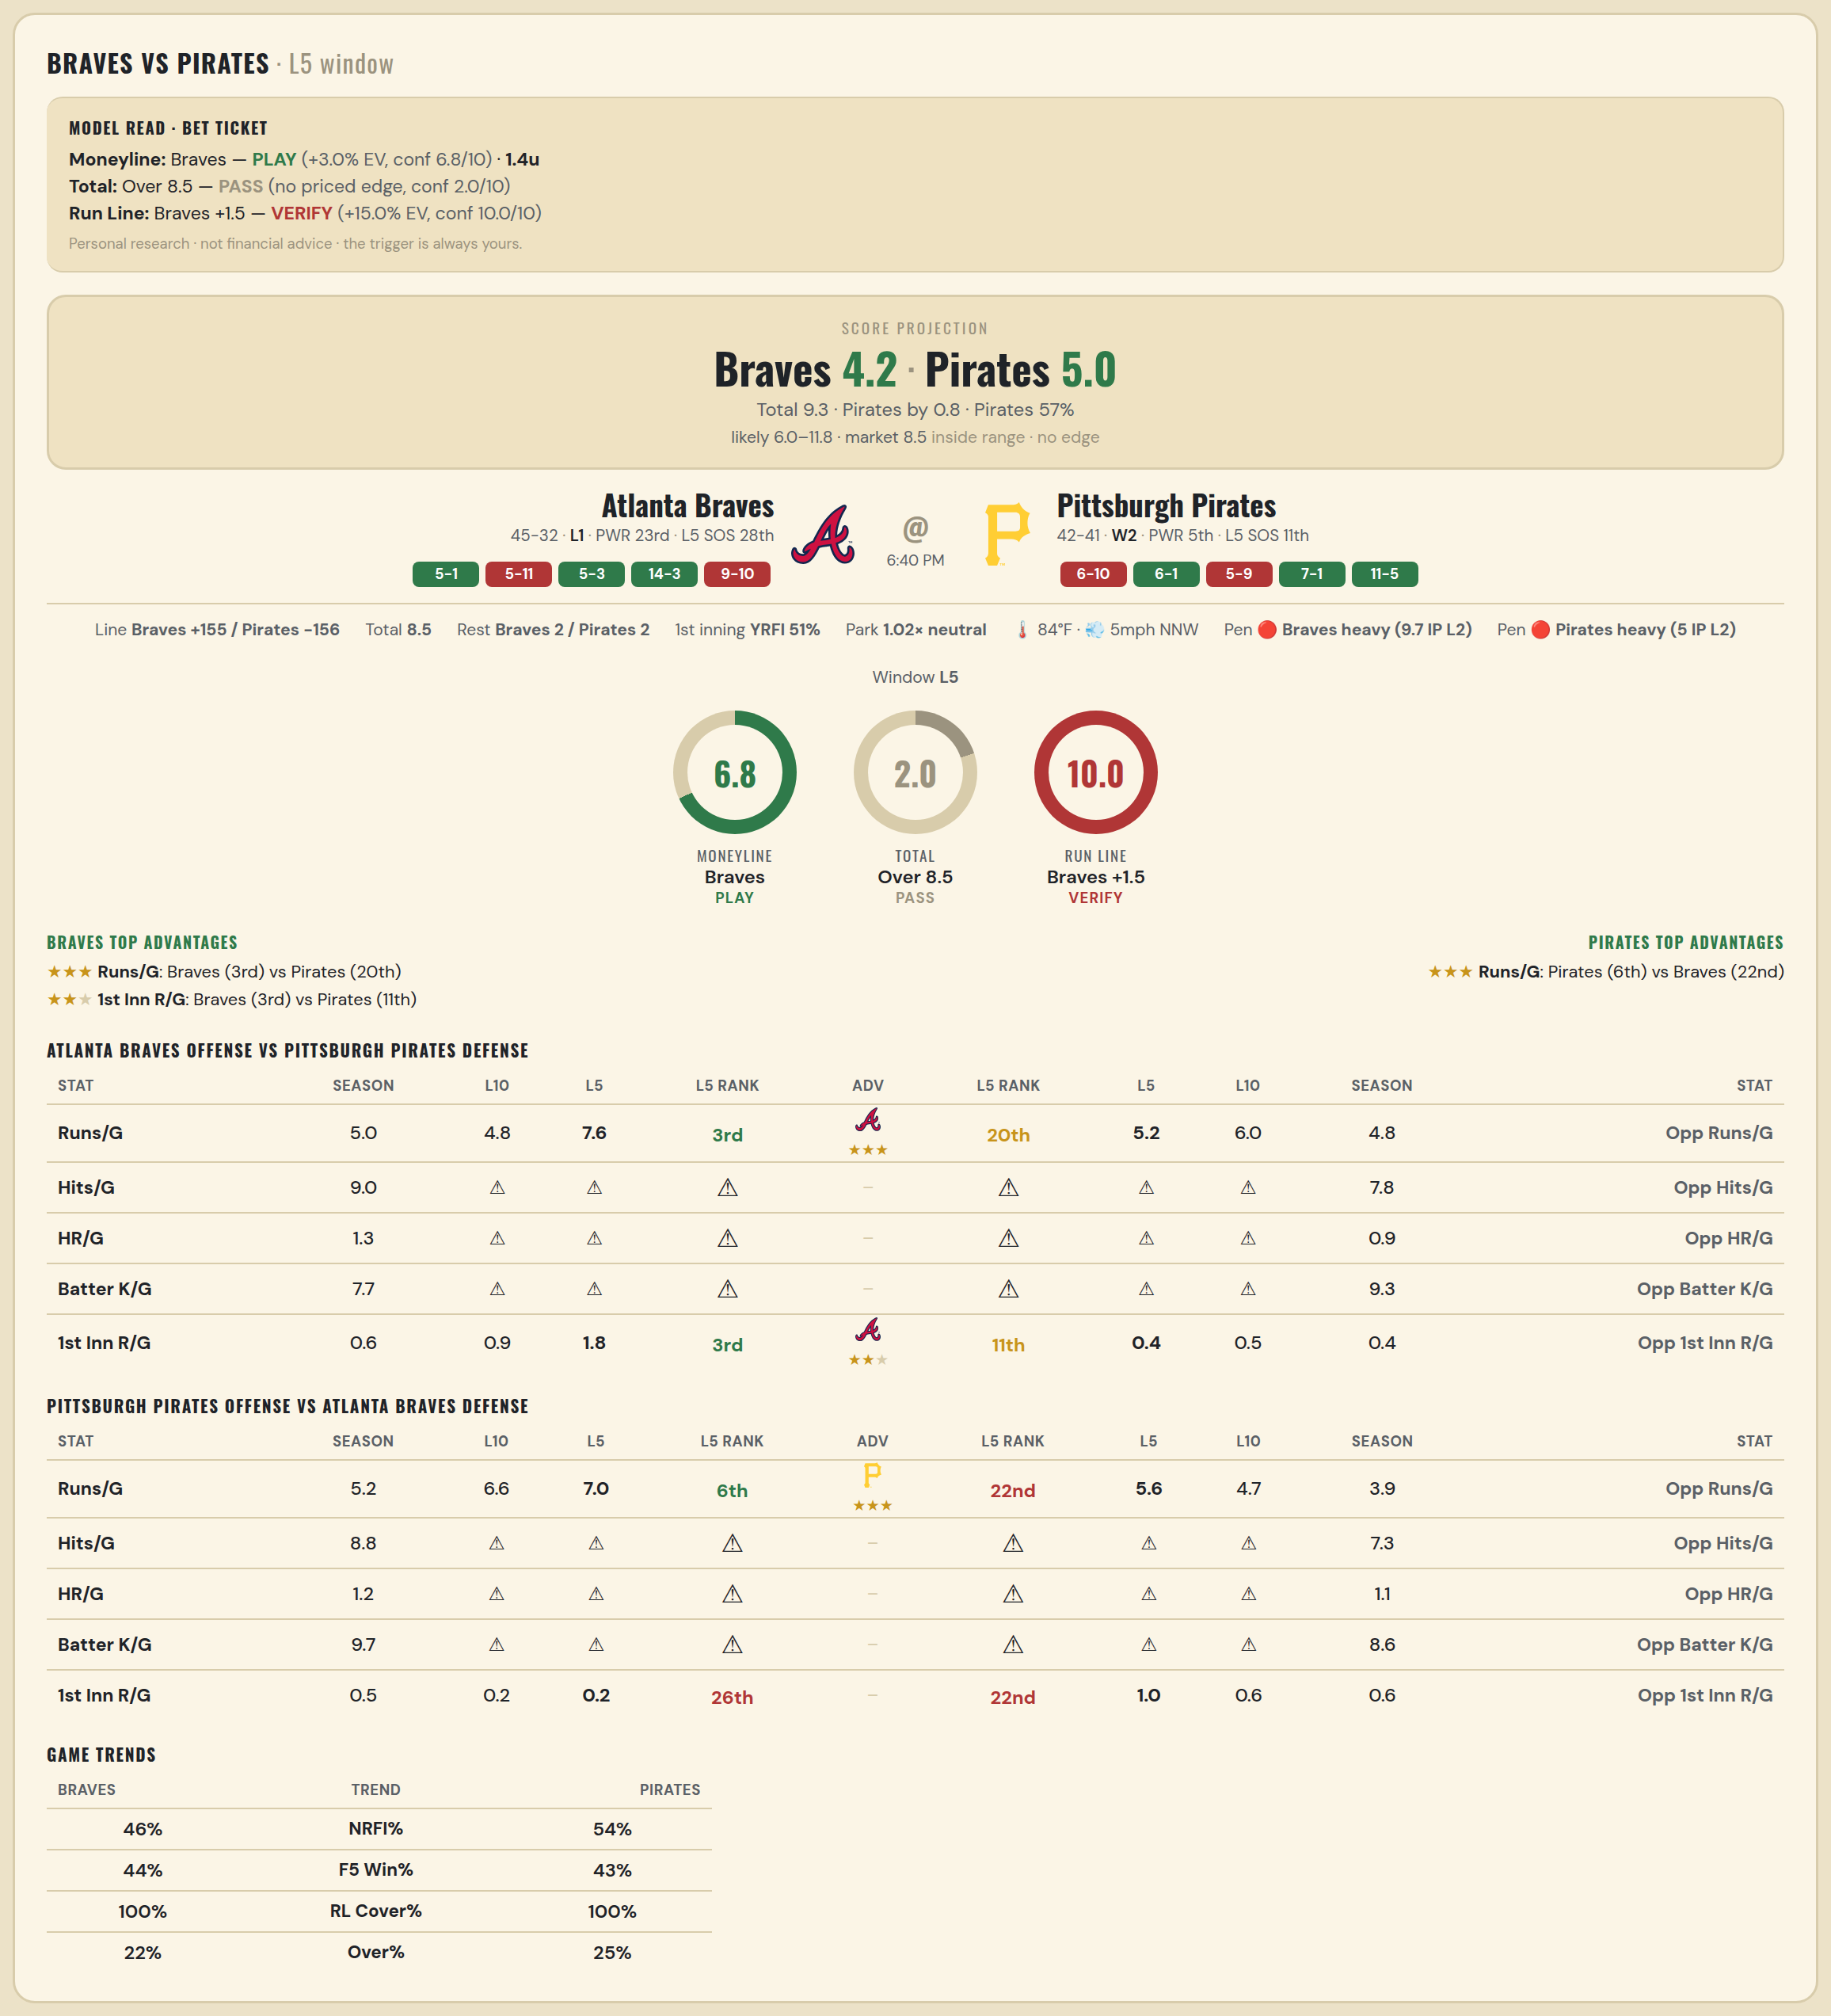 BRAVES VS PIRATES · L5 window
MODEL READ · BET TICKET
Moneyline: Braves — PLAY (+3.0% EV, conf 6.8/10) · 1.4u
Total: Over 8.5 — PASS (no priced edge, conf 2.0/10)
Run Line: Braves +1.5 — VERIFY (+15.0% EV, conf 10.0/10)
Personal research · not financial advice · the trigger is always yours.
SCORE PROJECTION
Braves 4.2 · Pirates 5.0
Total 9.3 · Pirates by 0.8 · Pirates 57%
likely 6.0–11.8 · market 8.5 inside range · no edge
Atlanta Braves
45-32 · L1 · PWR 23rd · L5 SOS 28th
5-1 5-11 5-3 14-3 9-10
@
6:40 PM
Pittsburgh Pirates
42-41 · W2 · PWR 5th · L5 SOS 11th
6-10 6-1 5-9 7-1 11-5
Line Braves +155 / Pirates -156 Total 8.5 Rest Braves 2 / Pirates 2 1st inning YRFI 51% Park 1.02× neutral 🌡️ 84°F · 💨 5mph NNW Pen 🔴 Braves heavy (9.7 IP L2) Pen 🔴 Pirates heavy (5 IP L2)
Window L5
6.8 2.0 10.0
MONEYLINE TOTAL RUN LINE
Braves Over 8.5 Braves +1.5
PLAY PASS VERIFY
BRAVES TOP ADVANTAGES
★★★ Runs/G: Braves (3rd) vs Pirates (20th)
★★★ 1st Inn R/G: Braves (3rd) vs Pirates (11th)
PIRATES TOP ADVANTAGES
★★★ Runs/G: Pirates (6th) vs Braves (22nd)
ATLANTA BRAVES OFFENSE VS PITTSBURGH PIRATES DEFENSE
STAT SEASON L10 L5 L5 RANK ADV L5 RANK L5 L10 SEASON STAT
Runs/G 5.0 4.8 7.6 3rd ★★★ 20th 5.2 6.0 4.8 Opp Runs/G
Hits/G 9.0 ⚠ ⚠ ⚠ – ⚠ ⚠ ⚠ 7.8 Opp Hits/G
HR/G 1.3 ⚠ ⚠ ⚠ – ⚠ ⚠ ⚠ 0.9 Opp HR/G
Batter K/G 7.7 ⚠ ⚠ ⚠ – ⚠ ⚠ ⚠ 9.3 Opp Batter K/G
1st Inn R/G 0.6 0.9 1.8 3rd ★★★ 11th 0.4 0.5 0.4 Opp 1st Inn R/G
PITTSBURGH PIRATES OFFENSE VS ATLANTA BRAVES DEFENSE
STAT SEASON L10 L5 L5 RANK ADV L5 RANK L5 L10 SEASON STAT
Runs/G 5.2 6.6 7.0 6th P ★★★ 22nd 5.6 4.7 3.9 Opp Runs/G
Hits/G 8.8 ⚠ ⚠ ⚠ – ⚠ ⚠ ⚠ 7.3 Opp Hits/G
HR/G 1.2 ⚠ ⚠ ⚠ – ⚠ ⚠ ⚠ 1.1 Opp HR/G
Batter K/G 9.7 ⚠ ⚠ ⚠ – ⚠ ⚠ ⚠ 8.6 Opp Batter K/G
1st Inn R/G 0.5 0.2 0.2 26th – 22nd 1.0 0.6 0.6 Opp 1st Inn R/G
GAME TRENDS
BRAVES TREND PIRATES
46% NRFI% 54%
44% F5 Win% 43%
100% RL Cover% 100%
22% Over% 25%